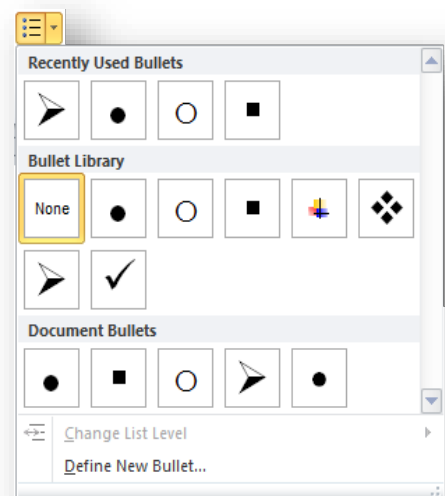 Recently Used Bullets
Bullet Library
None
Document Bullets
Change List Level
Define New Bullet...